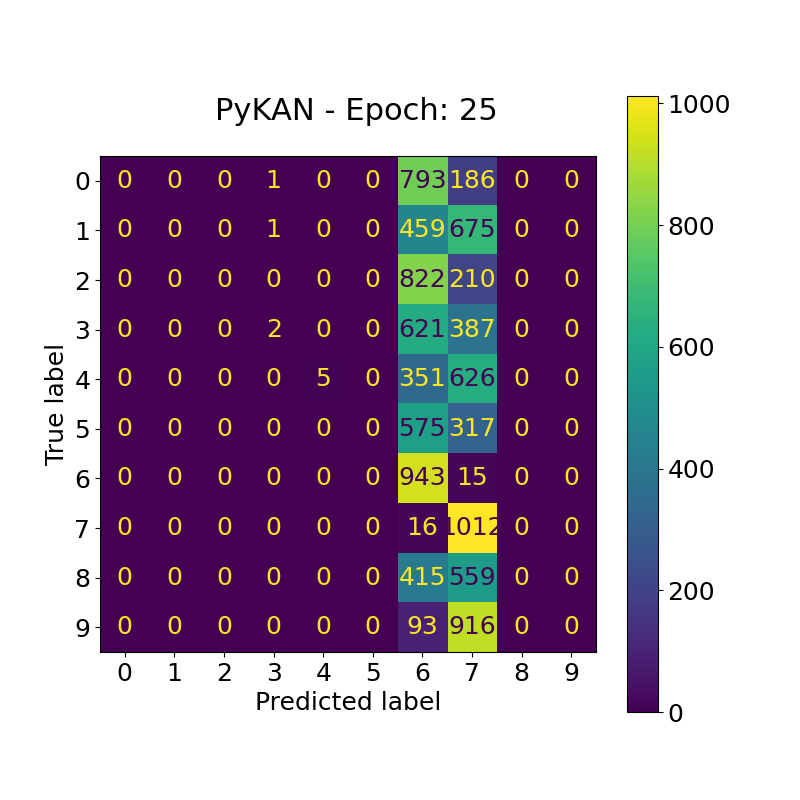 PyKAN - Epoch: 25
1000
0 0 0 0 1 0 0 793 186 0 0
1 0 0 0 1 0 0 459 675 0 0
800
2 0 0 0 0 0 0 822 210 0 0
3 0 0 0 2 0 0 621 387 0 0
600
4 0 0 0 0 5 0 351 626 0 0
True label
5 0 0 0 0 0 0 575 317 0 0
400
6 0 0 0 0 0 0 943 15 0 0
7 0 0 0 0 0 0 16 1012 0 0
8 0 0 0 0 0 0 415 559 0 0
200
9 0 0 0 0 0 0 93 916 0 0
0 1 2 3 4 5 6 7 8 9
Predicted label
0